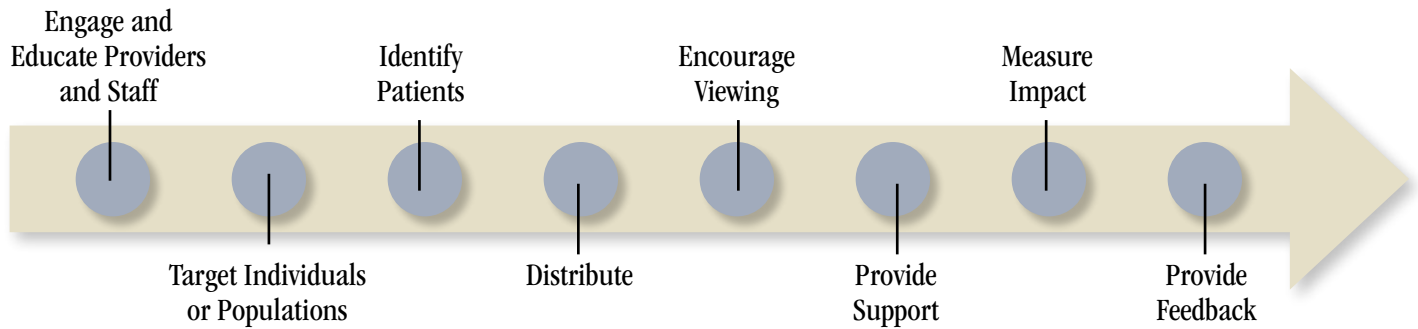 Engage and
Educate Providers
and Staff
Target Individuals
or Populations
Identify
Patients
Distribute
Encourage
Viewing
Provide
Support
Measure
Impact
Provide
Feedback